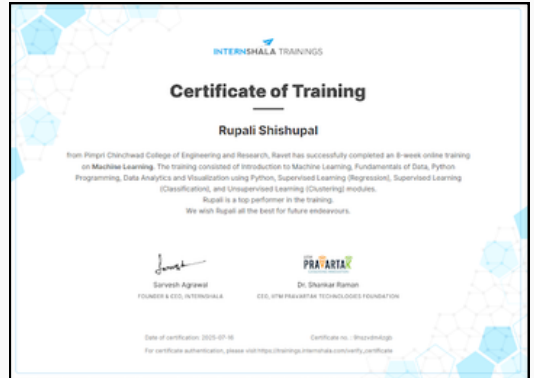 INTERNSHALA TRAININGS
Certificate of Training
Rupali Shishupal
from Pimpri Chinchwad College of Engineering and Research, Ravet has successfully completed an 8-week online training
on Machine Learning. The training consisted of Introduction to Machine Learning, Fundamentals of Data, Python
Programming, Data Analytics and Visualization using Python, Supervised Learning (Regression), Supervised Learning
(Classification), and Unsupervised Learning (Clustering) modules.
Rupali is a top performer in the training.
We wish Rupali all the best for future endeavours.
PRAVARTAK
Sarvesh Agrawal
Dr. Shankar Raman
FOUNDER & CEO, INTERNSHALA
CEO, IITM PRAVARTAK TECHNOLOGIES FOUNDATION
Date of certification: 2025-07-16
Certificate no. :
For certificate authentication, please visit https://trainings.internshala.com/verify_certificate